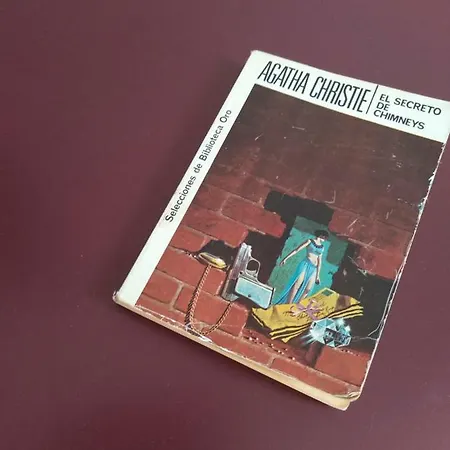 AGATHA CHRISTIE
EL SECRETO
DE
CHIMNEYS
Selecciones de Biblioteca Oro